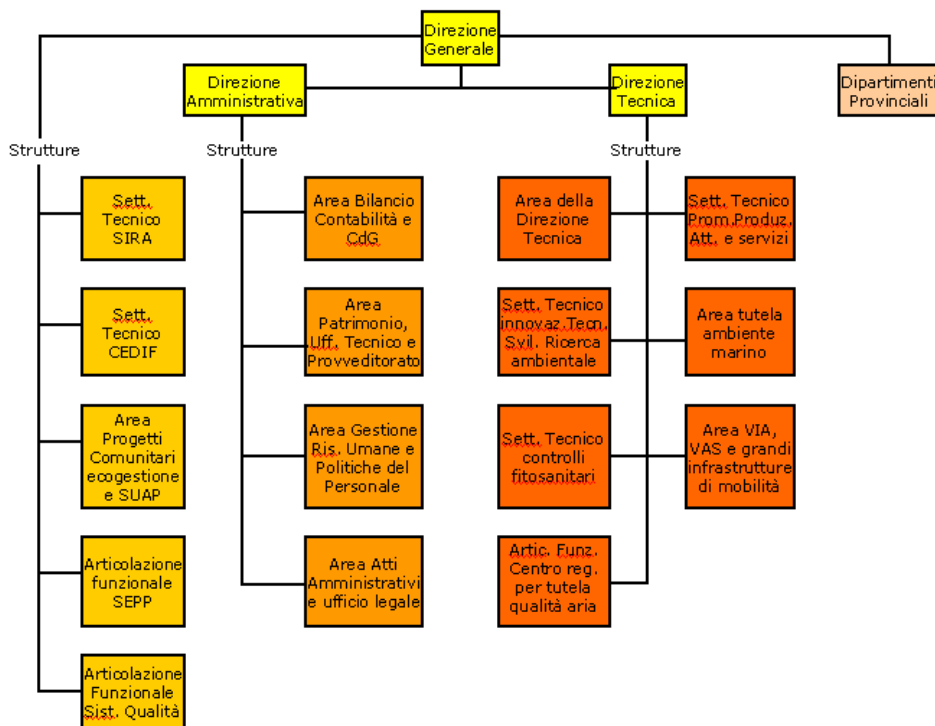 Direzione
Generale
Direzione
Amministrativa
Direzione
Tecnica
Dipartimenti
Provinciali
Strutture
Strutture
Strutture
Sett.
Tecnico
SIRA
Sett.
Tecnico
CEDIF
Area
Progetti
Comunitari
ecogestione
e SUAP
Articolazione
funzionale
SEPP
Articolazione
Funzionale
Sist. Qualità
Area Bilancio
Contabilità e
CdG
Area
Patrimonio,
Uff. Tecnico e
Provveditorato
Area Gestione
Ris. Umane e
Politiche del
Personale
Area Atti
Amministrativi
e ufficio legale
Area della
Direzione
Tecnica
Sett. Tecnico
innovaz.Tecn.
Svil. Ricerca
ambientale
Sett. Tecnico
controlli
fitosanitari
Artic. Funz.
Centro reg.
per tutela
qualità aria
Sett. Tecnico
Prom.Produz.
Att. e servizi
Area tutela
ambiente
marino
Area VIA,
VAS e grandi
infrastrutture
di mobilità